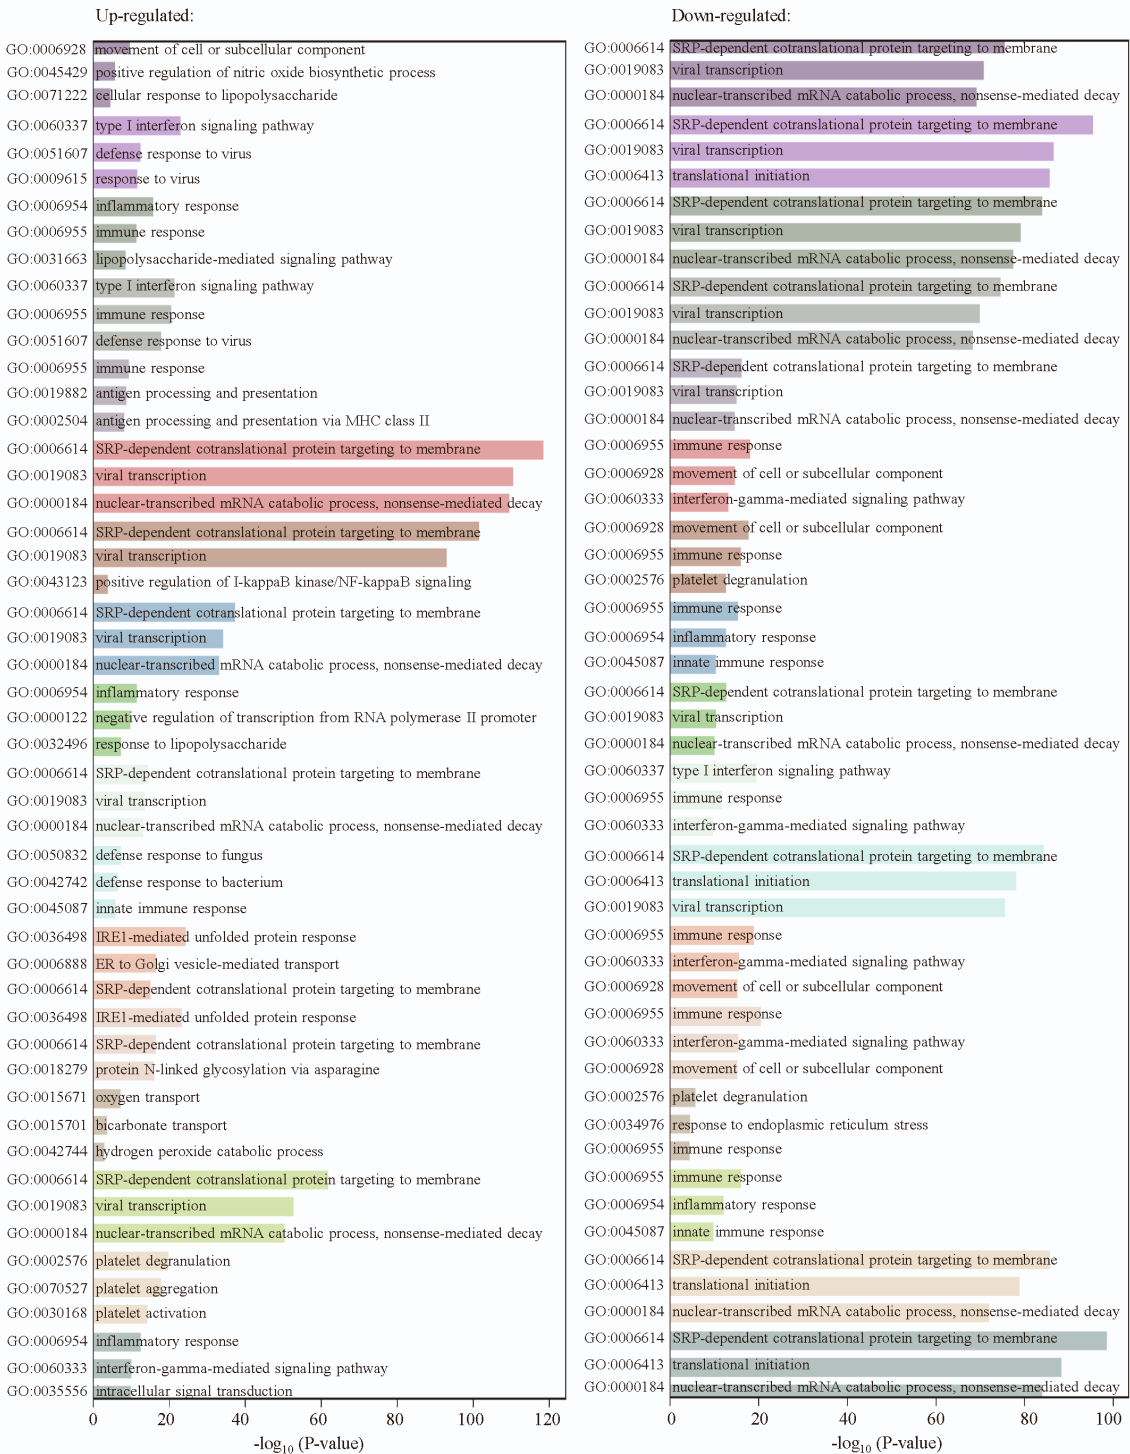 Up-regulated:
GO:0006928 movement of cell or subcellular component
GO:0045429 positive regulation of nitric oxide biosynthetic process
GO:0071222 cellular response to lipopolysaccharide
GO:0060337 type I interferon signaling pathway
GO:0051607 defense response to virus
GO:0009615 response to virus
GO:0006954 inflammatory response
GO:0006955 immune response
GO:0031663 lipopolysaccharide-mediated signaling pathway
GO:0060337 type I interferon signaling pathway
GO:0006955 immune response
GO:0051607 defense response to virus
GO:0006955 immune response
GO:0019882 antigen processing and presentation
GO:0002504 antigen processing and presentation via MHC class II
GO:0006614 SRP-dependent cotranslational protein targeting to membrane
GO:0019083 viral transcription
GO:0000184 nuclear-transcribed mRNA catabolic process, nonsense-mediated decay
GO:0006614 SRP-dependent cotranslational protein targeting to membrane
GO:0019083 viral transcription
GO:0043123 positive regulation of I-kappaB kinase/NF-kappaB signaling
GO:0006614 SRP-dependent cotranslational protein targeting to membrane
GO:0019083 viral transcription
GO:0000184 nuclear-transcribed mRNA catabolic process, nonsense-mediated decay
GO:0006954 inflammatory response
GO:0000122 negative regulation of transcription from RNA polymerase II promoter
GO:0032496 response to lipopolysaccharide
GO:0006614 SRP-dependent cotranslational protein targeting to membrane
GO:0019083 viral transcription
GO:0000184 nuclear-transcribed mRNA catabolic process, nonsense-mediated decay
GO:0050832 defense response to fungus
GO:0042742 defense response to bacterium
GO:0045087 innate immune response
GO:0036498 IRE1-mediated unfolded protein response
GO:0006888 ER to Golgi vesicle-mediated transport
GO:0006614 SRP-dependent cotranslational protein targeting to membrane
GO:0036498 IRE1-mediated unfolded protein response
GO:0006614 SRP-dependent cotranslational protein targeting to membrane
GO:0018279 protein N-linked glycosylation via asparagine
GO:0015671 oxygen transport
GO:0015701 bicarbonate transport
GO:0042744 hydrogen peroxide catabolic process
GO:0006614 SRP-dependent cotranslational protein targeting to membrane
GO:0019083 viral transcription
GO:0000184 nuclear-transcribed mRNA catabolic process, nonsense-mediated decay
GO:0002576 platelet degranulation
GO:0070527 platelet aggregation
GO:0030168 platelet activation
GO:0006954 inflammatory response
GO:0060333 interferon-gamma-mediated signaling pathway
GO:0035556 intracellular signal transduction
0 20 40 60 80 100 120
-log10 (P-value)
Down-regulated:
GO:0006614 SRP-dependent cotranslational protein targeting to membrane
GO:0019083 viral transcription
GO:0000184 nuclear-transcribed mRNA catabolic process, nonsense-mediated decay
GO:0006614 SRP-dependent cotranslational protein targeting to membrane
GO:0019083 viral transcription
GO:0006413 translational initiation
GO:0006614 SRP-dependent cotranslational protein targeting to membrane
GO:0019083 viral transcription
GO:0000184 nuclear-transcribed mRNA catabolic process, nonsense-mediated decay
GO:0006614 SRP-dependent cotranslational protein targeting to membrane
GO:0019083 viral transcription
GO:0000184 nuclear-transcribed mRNA catabolic process, nonsense-mediated decay
GO:0006614 SRP-dependent cotranslational protein targeting to membrane
GO:0019083 viral transcription
GO:0000184 nuclear-transcribed mRNA catabolic process, nonsense-mediated decay
GO:0006955 immune response
GO:0006928 movement of cell or subcellular component
GO:0060333 interferon-gamma-mediated signaling pathway
GO:0006928 movement of cell or subcellular component
GO:0006955 immune response
GO:0002576 platelet degranulation
GO:0006955 immune response
GO:0006954 inflammatory response
GO:0045087 innate immune response
GO:0006614 SRP-dependent cotranslational protein targeting to membrane
GO:0019083 viral transcription
GO:0000184 nuclear-transcribed mRNA catabolic process, nonsense-mediated decay
GO:0060337 type I interferon signaling pathway
GO:0006955 immune response
GO:0060333 interferon-gamma-mediated signaling pathway
GO:0006614 SRP-dependent cotranslational protein targeting to membrane
GO:0006413 translational initiation
GO:0019083 viral transcription
GO:0006955 immune response
GO:0060333 interferon-gamma-mediated signaling pathway
GO:0006928 movement of cell or subcellular component
GO:0006955 immune response
GO:0060333 interferon-gamma-mediated signaling pathway
GO:0006928 movement of cell or subcellular component
GO:0002576 platelet degranulation
GO:0034976 response to endoplasmic reticulum stress
GO:0006955 immune response
GO:0006955 immune response
GO:0006954 inflammatory response
GO:0045087 innate immune response
GO:0006614 SRP-dependent cotranslational protein targeting to membrane
GO:0006413 translational initiation
GO:0000184 nuclear-transcribed mRNA catabolic process, nonsense-mediated decay
GO:0006614 SRP-dependent cotranslational protein targeting to membrane
GO:0006413 translational initiation
GO:0000184 nuclear-transcribed mRNA catabolic process, nonsense-mediated decay
0 20 40 60 80 100
-log10 (P-value)